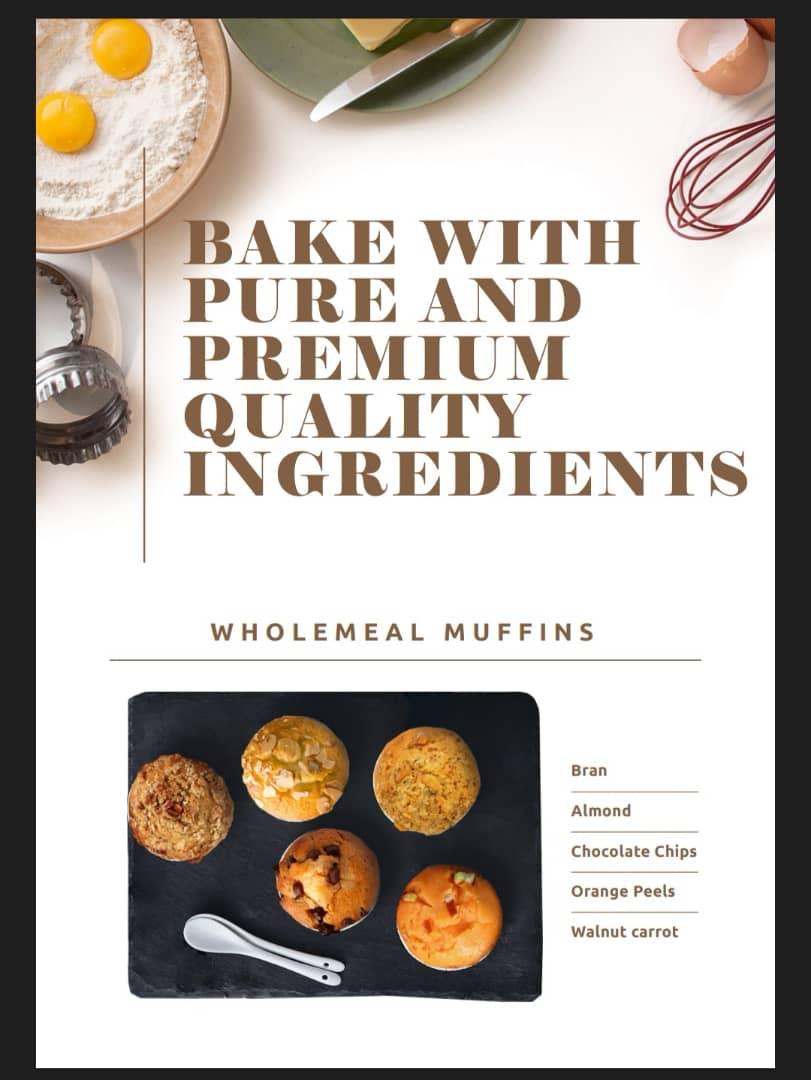 BAKE WITH
PURE AND
PREMIUM
QUALITY
INGREDIENTS
WHOLEMEAL MUFFINS
Bran
Almond
Chocolate Chips
Orange Peels
Walnut carrot